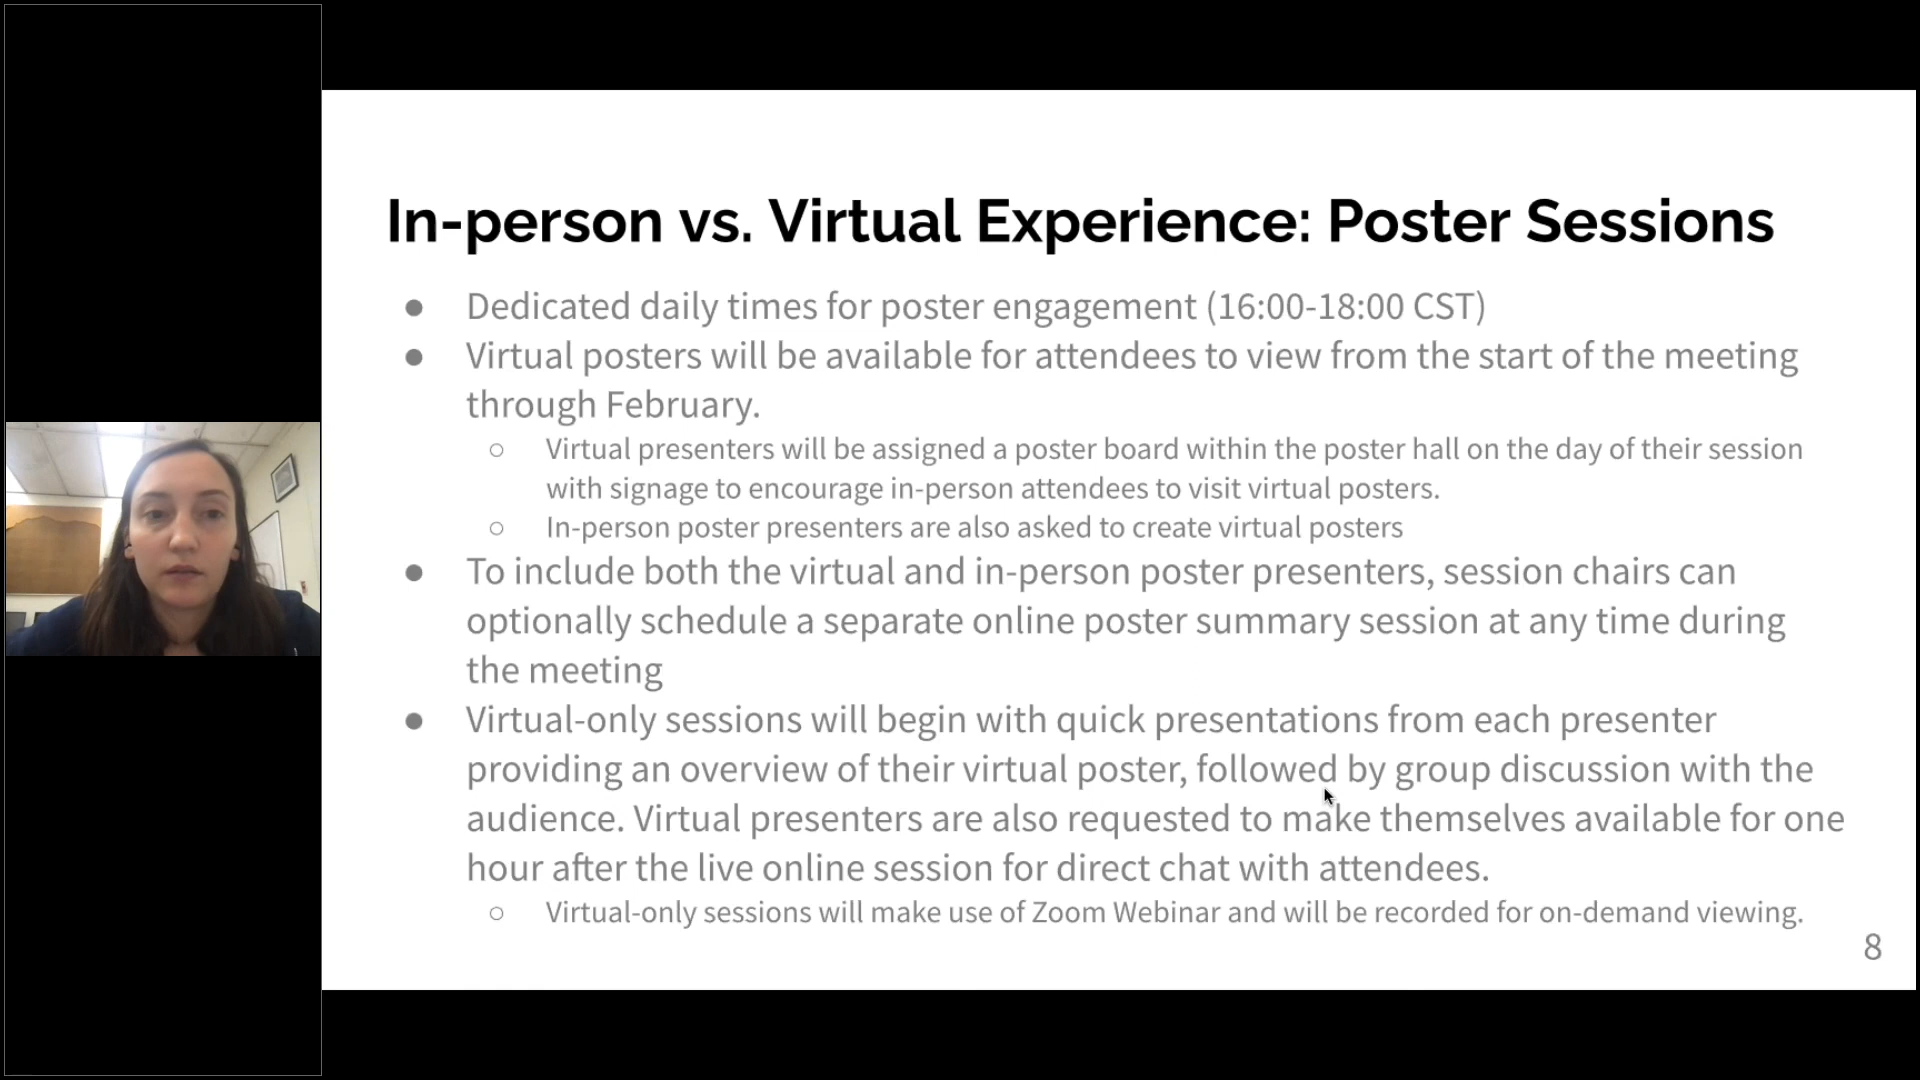 In-person vs. Virtual Experience: Poster Sessions
● Dedicated daily times for poster engagement (16:00-18:00 CST)
● Virtual posters will be available for attendees to view from the start of the meeting
through February.
○ Virtual presenters will be assigned a poster board within the poster hall on the day of their session
with signage to encourage in-person attendees to visit virtual posters.
○ In-person poster presenters are also asked to create virtual posters
● To include both the virtual and in-person poster presenters, session chairs can
optionally schedule a separate online poster summary session at any time during
the meeting
● Virtual-only sessions will begin with quick presentations from each presenter
providing an overview of their virtual poster, followed by group discussion with the
audience. Virtual presenters are also requested to make themselves available for one
hour after the live online session for direct chat with attendees.
○ Virtual-only sessions will make use of Zoom Webinar and will be recorded for on-demand viewing.
8